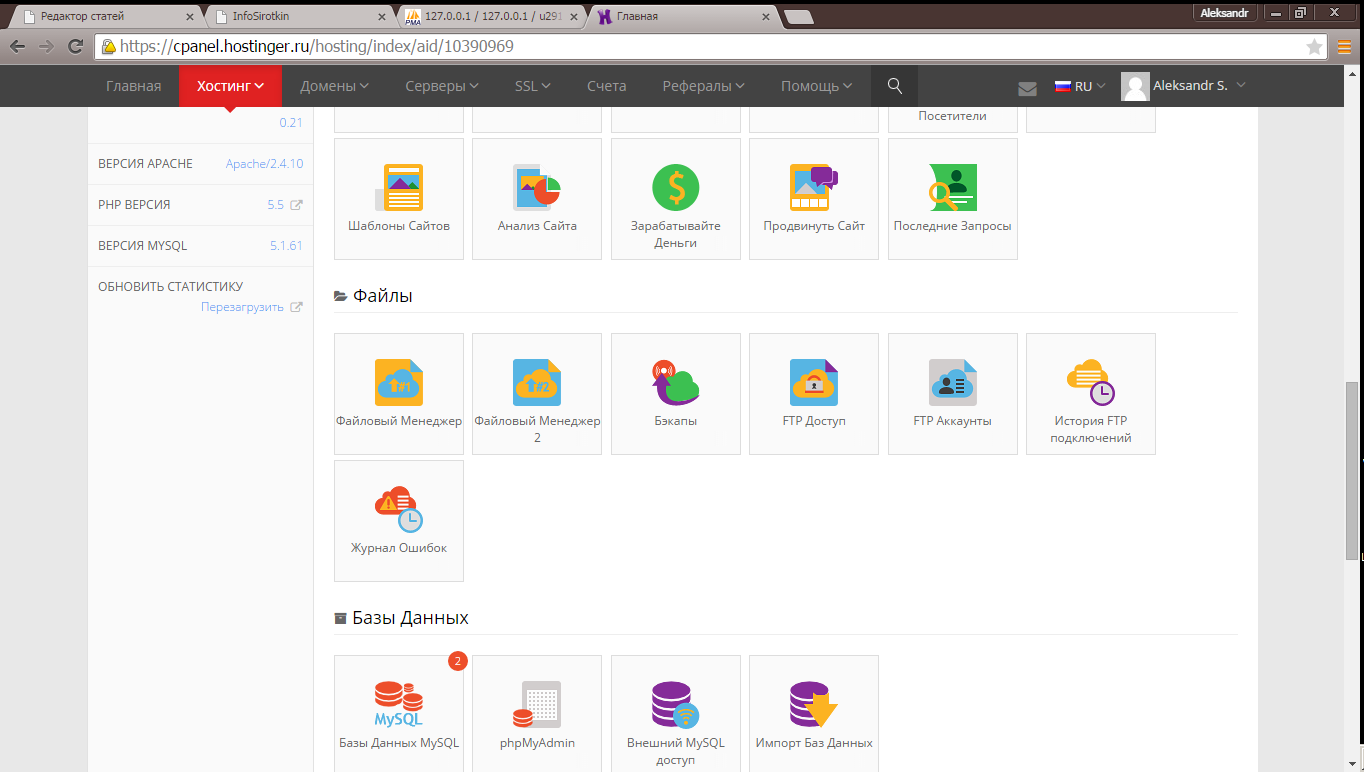 Редактор статей
InfoSirotkin
127.0.0.1 / 127.0.0.1 / u291
Главная
Aleksandr
https://cpanel.hostinger.ru/hosting/index/aid/10390969
Главная
Хостинг
Домены
Серверы
SSL
Счета
Рефералы
Помощь
RU
Aleksandr S.
0.21
ВЕРСИЯ APACHE
Apache/2.4.10
PHP ВЕРСИЯ
5.5
ВЕРСИЯ MYSQL
5.1.61
ОБНОВИТЬ СТАТИСТИКУ
Перезагрузить
Посетители
Шаблоны Сайтов
Анализ Сайта
Зарабатывайте
Деньги
Продвинуть Сайт
Последние Запросы
Файлы
#1
Файловый Менеджер
#2
Файловый Менеджер
2
Бэкапы
FTP Доступ
FTP Аккаунты
История FTP
подключений
Журнал Ошибок
Базы Данных
2
MySQL
Базы Данных MySQL
phpMyAdmin
Внешний MySQL
доступ
Импорт Баз Данных